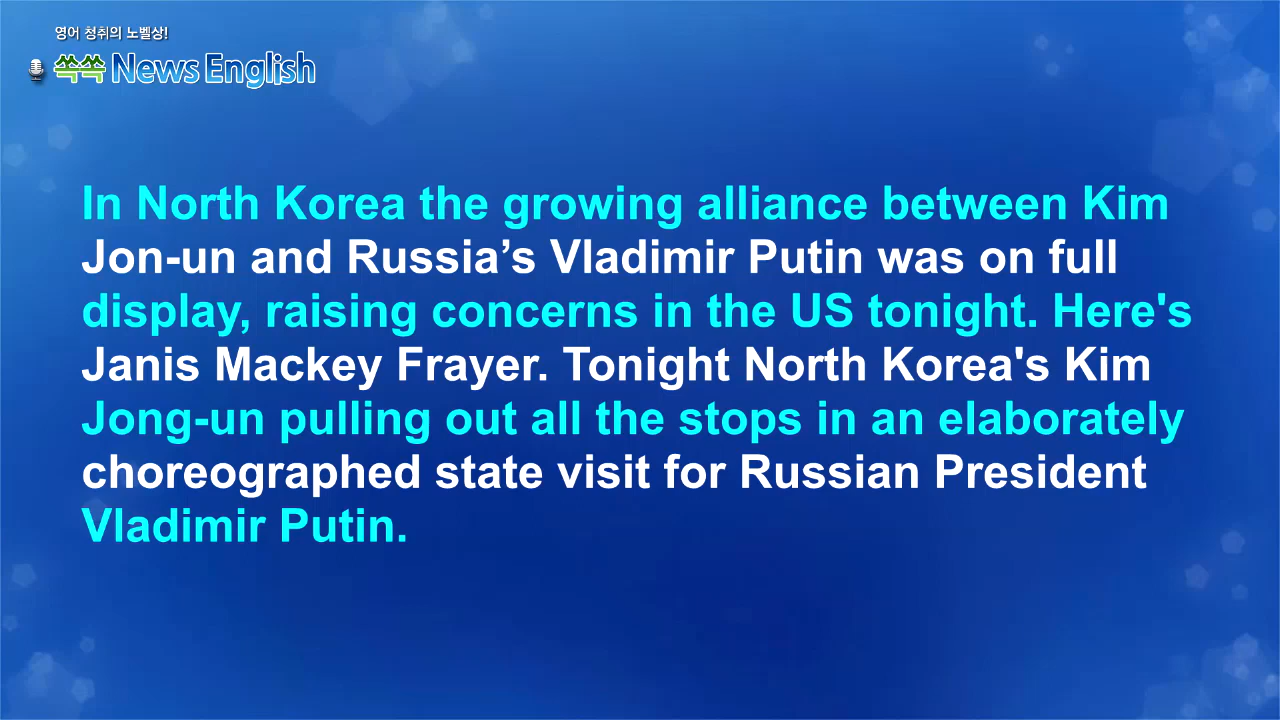 영어 청취의 노벨상!
쏙쏙 News English
In North Korea the growing alliance between Kim
Jon-un and Russia’s Vladimir Putin was on full
display, raising concerns in the US tonight. Here's
Janis Mackey Frayer. Tonight North Korea's Kim
Jong-un pulling out all the stops in an elaborately
choreographed state visit for Russian President
Vladimir Putin.